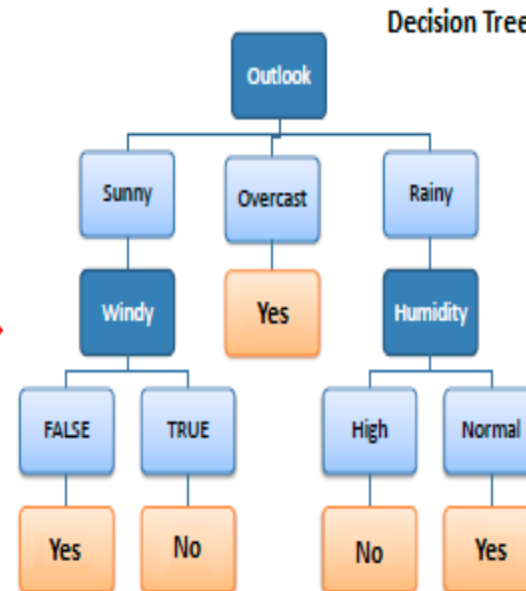 Decision Tree
Outlook
Sunny
Overcast
Rainy
Windy
Yes
Humidity
FALSE
TRUE
High
Normal
Yes
No
No
Yes